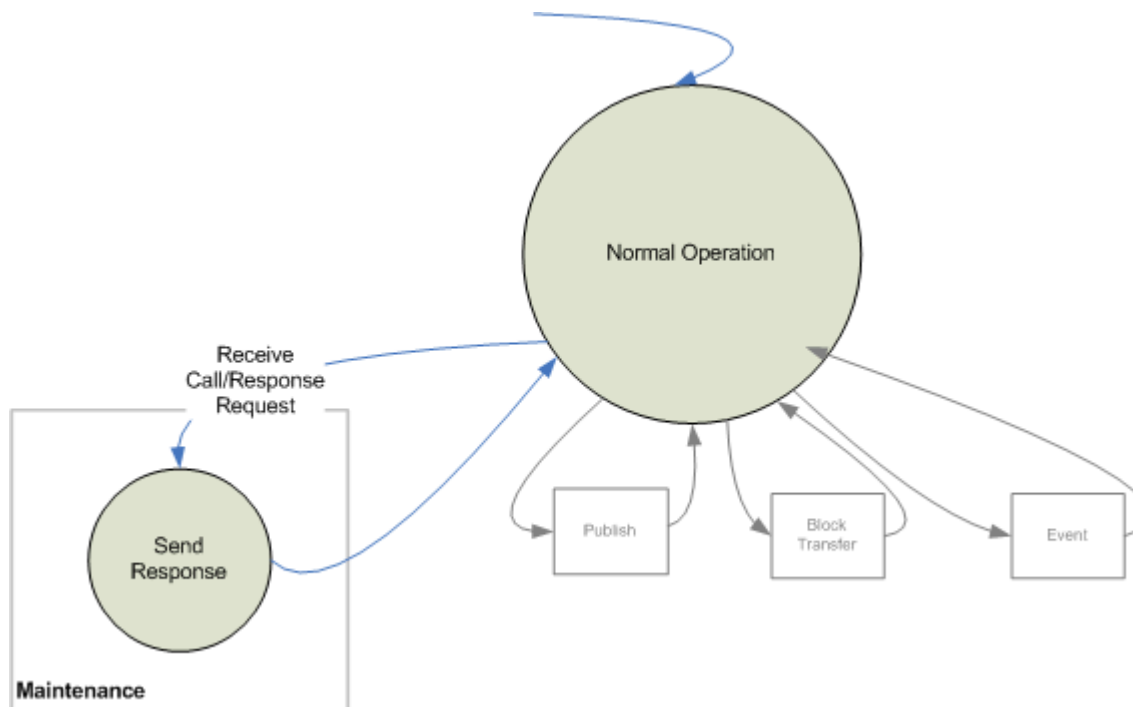 Normal Operation
Receive
Call/Response
Request
Publish
Block
Transfer
Event
Send
Response
Maintenance